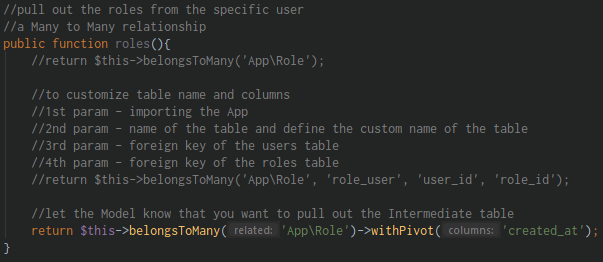 //pull out the roles from the specific user
//a Many to Many relationship
public function roles(){
//return $this->belongsToMany('App\Role');
//to customize table name and columns
//1st param - importing the App
//2nd param - name of the table and define the custom name of the table
//3rd param - foreign key of the users table
//4th param - foreign key of the roles table
//return $this->belongsToMany('App\Role', 'role_user', 'user_id', 'role_id');
//let the Model know that you want to pull out the Intermediate table
return $this->belongsToMany( related: 'App\Role')->withPivot( columns: 'created_at');
}